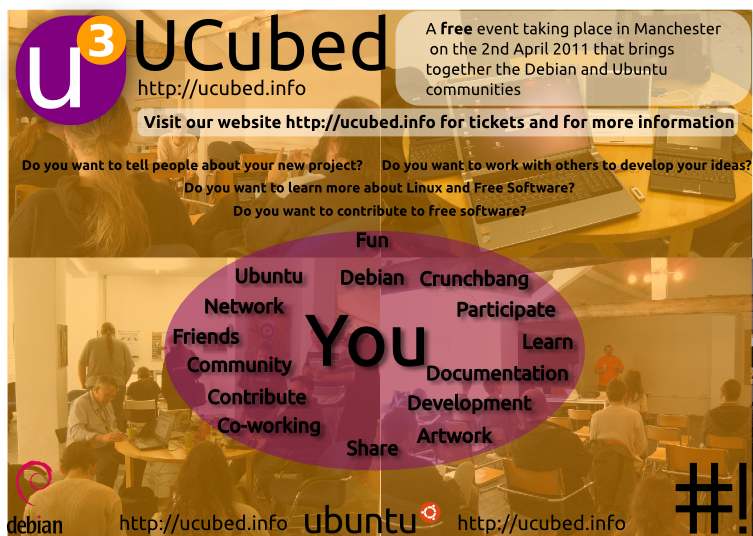 u3
UCubed
http://ucubed.info
A free event taking place in Manchester
on the 2nd April 2011 that brings
together the Debian and Ubuntu
communities
Visit our website http://ucubed.info for tickets and for more information
Do you want to tell people about your new project? Do you want to work with others to develop your ideas?
Do you want to learn more about Linux and Free Software?
Do you want to contribute to free software?
Fun
Ubuntu Debian Crunchbang
Network Participate
Friends You Learn
Community Documentation
Contribute Development
Co-working Artwork
Share
debian http://ucubed.info ubuntu http://ucubed.info #!